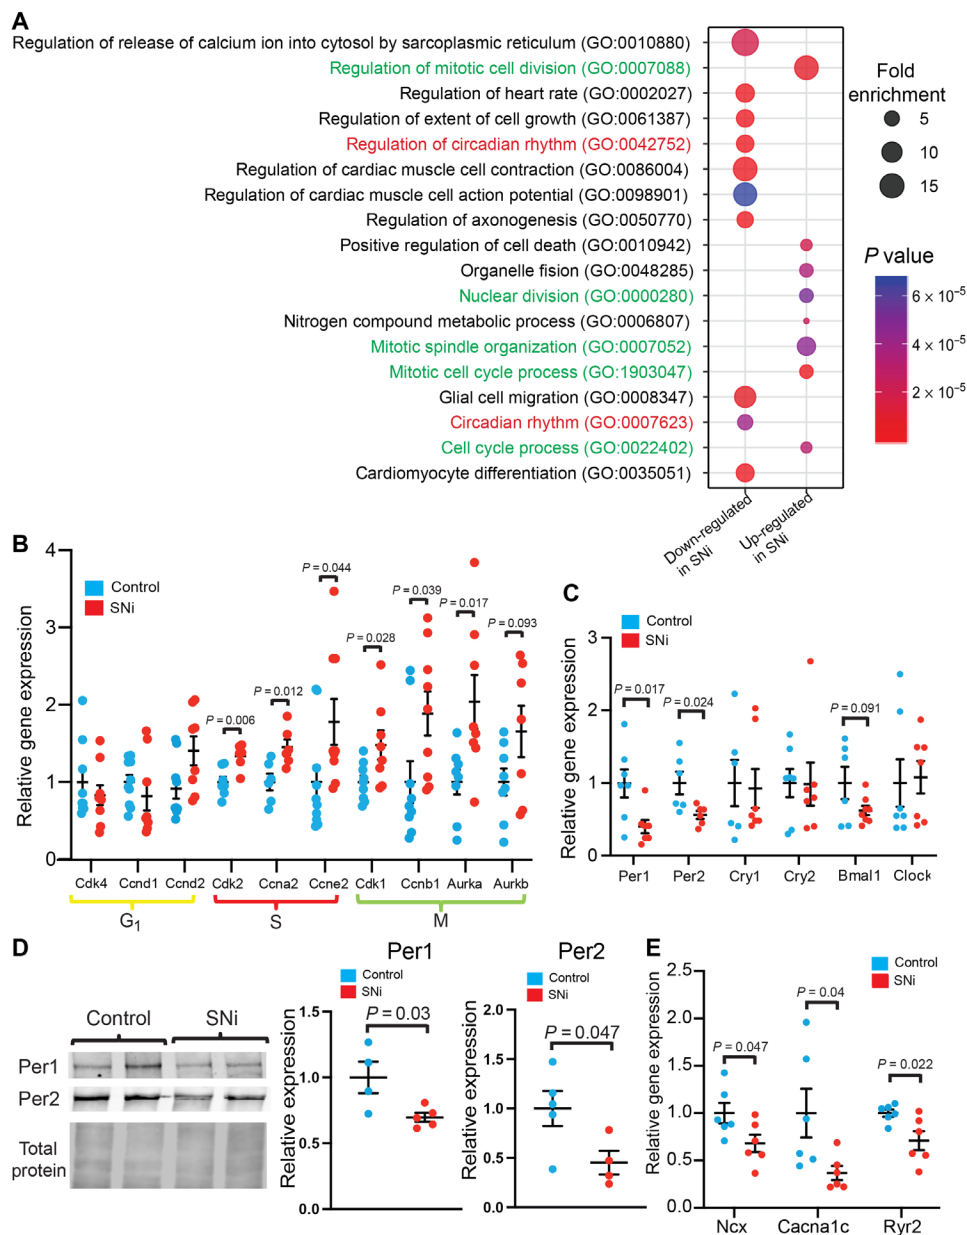 A
Regulation of release of calcium ion into cytosol by sarcoplasmic reticulum (GO:0010880)
Regulation of mitotic cell division (GO:0007088)
Regulation of heart rate (GO:0002027)
Regulation of extent of cell growth (GO:0061387)
Regulation of circadian rhythm (GO:0042752)
Regulation of cardiac muscle cell contraction (GO:0086004)
Regulation of cardiac muscle cell action potential (GO:0098901)
Regulation of axonogenesis (GO:0050770)
Positive regulation of cell death (GO:0010942)
Organelle fision (GO:0048285)
Nuclear division (GO:0000280)
Nitrogen compound metabolic process (GO:0006807)
Mitotic spindle organization (GO:0007052)
Mitotic cell cycle process (GO:1903047)
Glial cell migration (GO:0008347)
Circadian rhythm (GO:0007623)
Cell cycle process (GO:0022402)
Cardiomyocyte differentiation (GO:0035051)
Down-regulated
in SNi
Up-regulated
in SNi
Fold
enrichment
5
10
15
P value
6 × 10⁻⁵
4 × 10⁻⁵
2 × 10⁻⁵
B
Relative gene expression
4
3
2
1
0
Control
SNi
P = 0.006
P = 0.012
P = 0.044
P = 0.028
P = 0.039
P = 0.017
P = 0.093
Cdk4 Ccnd1 Ccnd2 Cdk2 Ccna2 Ccne2 Cdk1 Ccnb1 Aurka Aurkb
G₁ S M
C
Relative gene expression
3
2
1
0
Control
SNi
P = 0.017
P = 0.024
P = 0.091
Per1 Per2 Cry1 Cry2 Bmal1 Clock
D
Control SNi
Per1
Per2
Total
protein
Per1
Control
SNi
P = 0.03
Relative expression
1.5
1.0
0.5
0.0
Per2
Control
SNi
P = 0.047
Relative expression
2.0
1.5
1.0
0.5
0.0
E
Relative gene expression
2.5
2.0
1.5
1.0
0.5
0.0
Control
SNi
P = 0.047
P = 0.04
P = 0.022
Ncx Cacna1c Ryr2